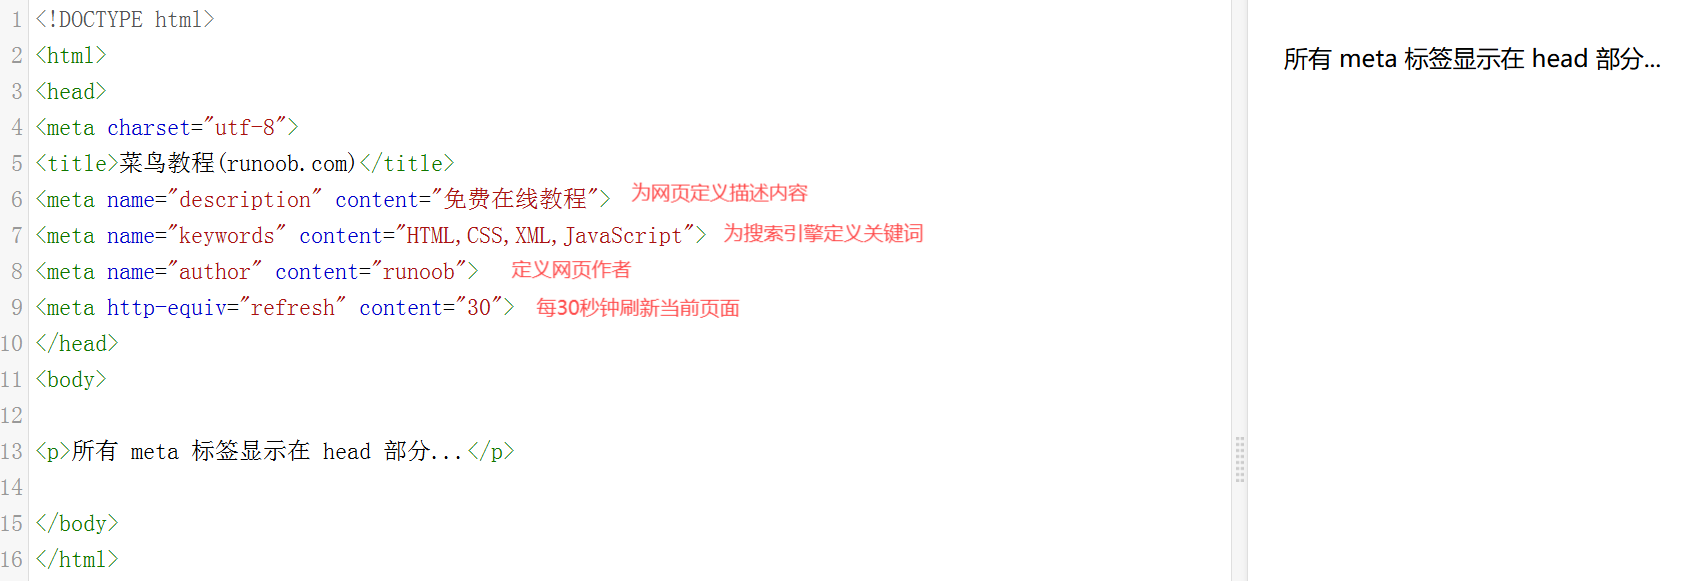 1 <!DOCTYPE html>
2 <html>
3 <head>
4 <meta charset="utf-8">
5 <title>菜鸟教程(runoob.com)</title>
6 <meta name="description" content="免费在线教程"> 为网页定义描述内容
7 <meta name="keywords" content="HTML,CSS,XML,JavaScript"> 为搜索引擎定义关键词
8 <meta name="author" content="runoob"> 定义网页作者
9 <meta http-equiv="refresh" content="30"> 每30秒钟刷新当前页面
10 </head>
11 <body>
12
13 <p>所有 meta 标签显示在 head 部分...</p>
14
15 </body>
16 </html>
所有 meta 标签显示在 head 部分...